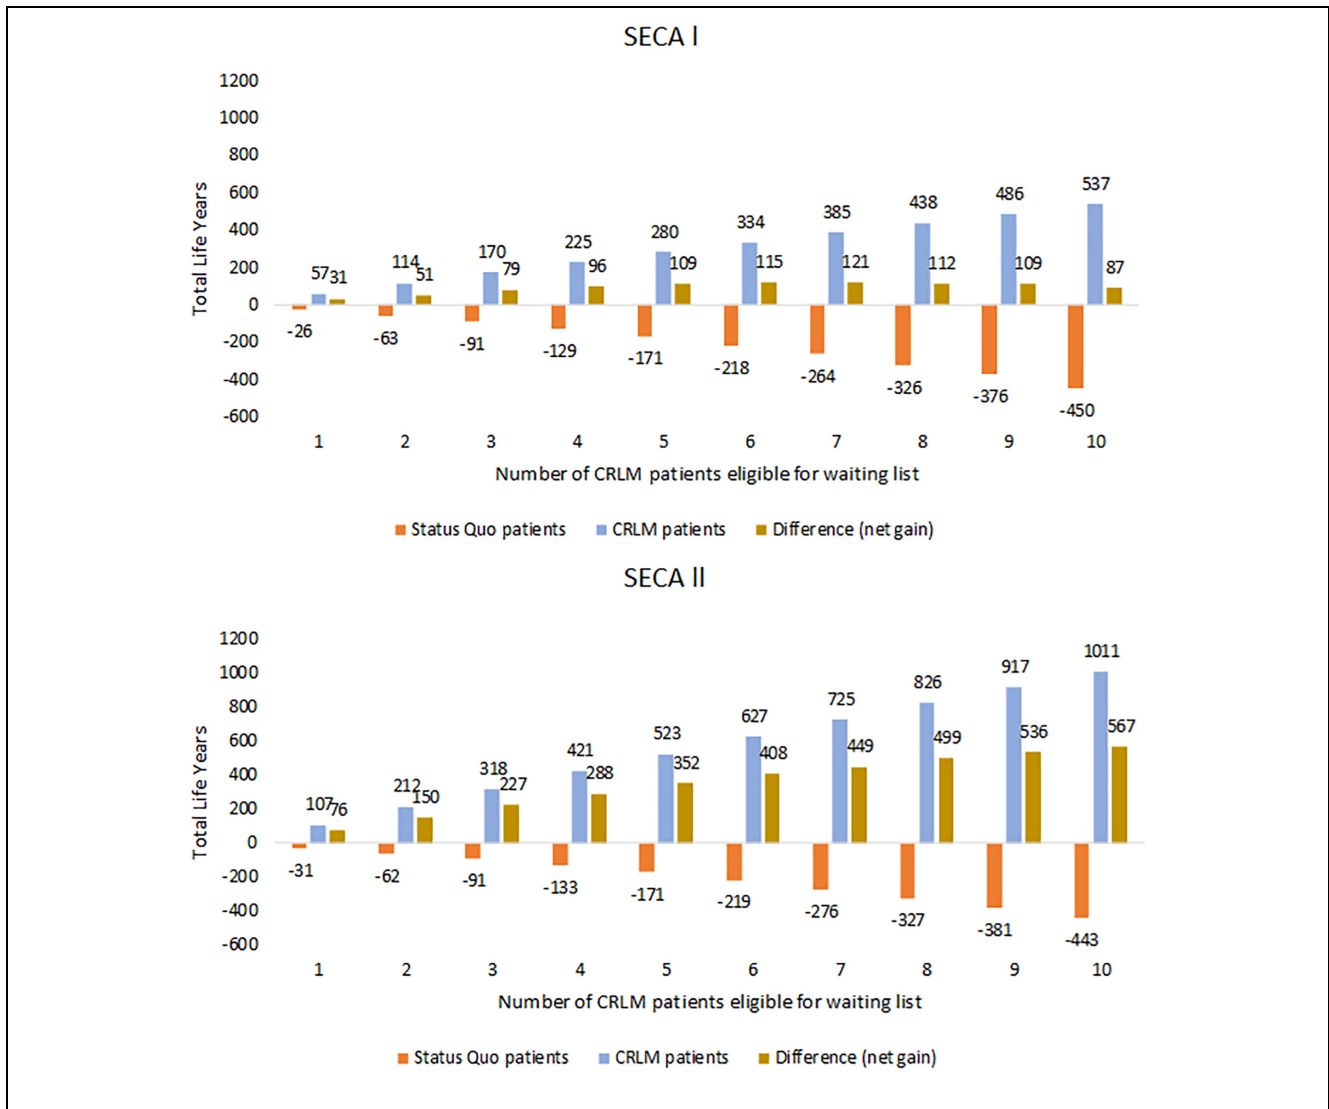 SECA I
1200
1000
800
600
400
200
0
-200
-400
-600
Total Life Years
57 31 114 51 170 79 225 96 280 109 334 115 385 121 438 112 486 109 537 87
-26 -63 -91 -129 -171 -218 -264 -326 -376 -450
1 2 3 4 5 6 7 8 9 10
Number of CRLM patients eligible for waiting list
Status Quo patients CRLM patients Difference (net gain)
SECA II
1200
1000
800
600
400
200
0
-200
-400
-600
Total Life Years
107 76 212 150 318 227 421 288 523 352 627 408 725 449 826 499 917 536 1011 567
-31 -62 -91 -133 -171 -219 -276 -327 -381 -443
1 2 3 4 5 6 7 8 9 10
Number of CRLM patients eligible for waiting list
Status Quo patients CRLM patients Difference (net gain)